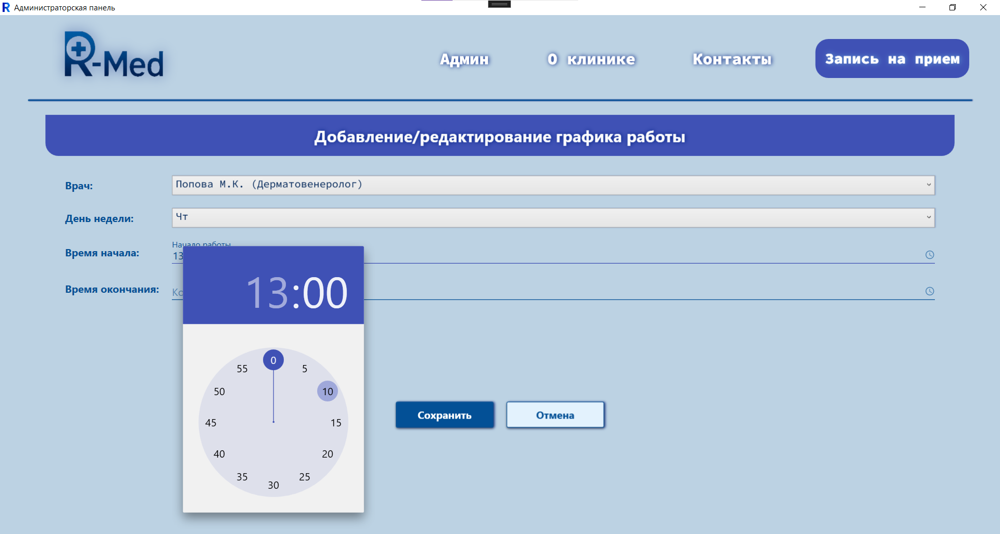 Администраторская панель
R-Med
Админ
О клинике
Контакты
Запись на прием
Добавление/редактирование графика работы
Врач:
Попова М.К. (Дерматовенеролог)
День недели:
Чт
Начало работы
Время начала:
13
Время окончания:
Ко
13:00
0
5
10
15
20
25
30
35
40
45
50
55
Сохранить
Отмена